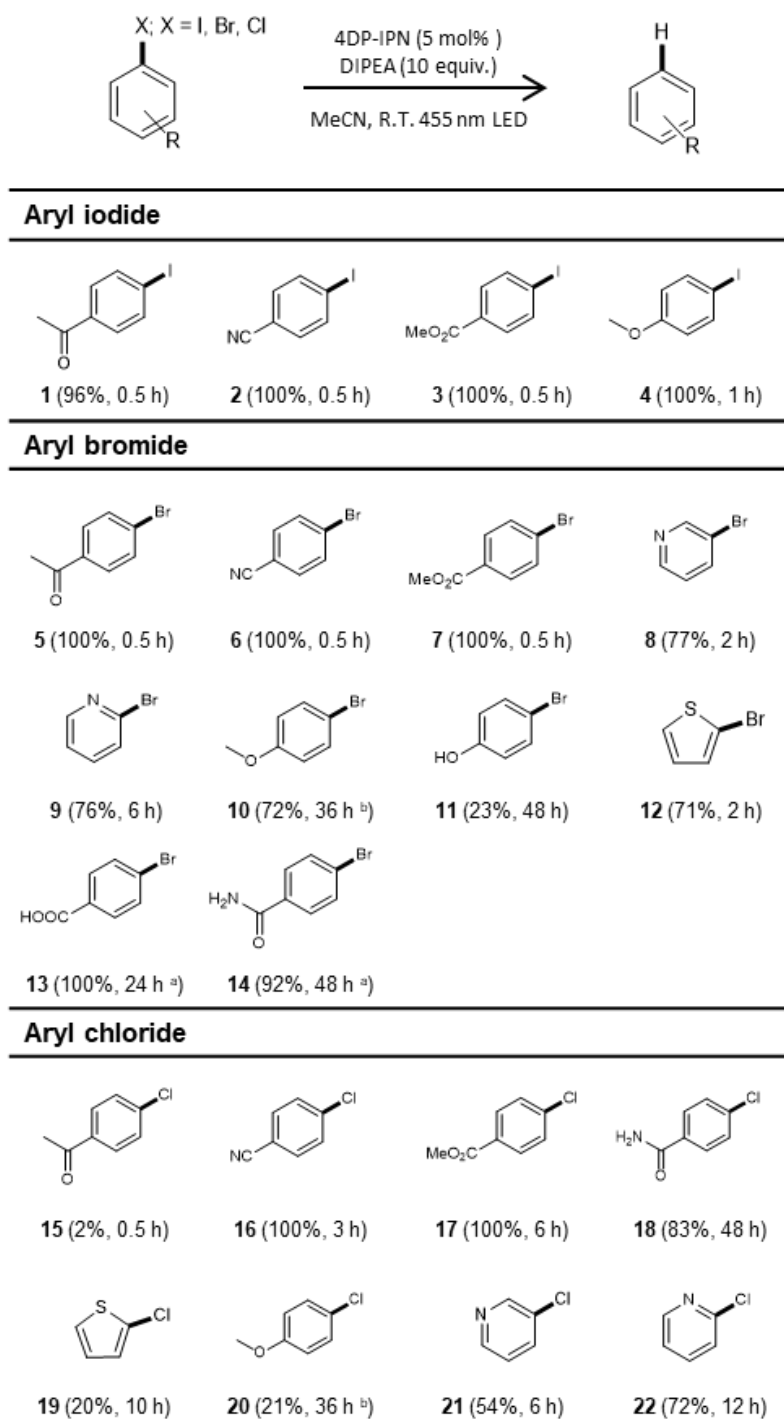 X; X = I, Br, Cl
R
4DP-IPN (5 mol% )
DIPEA (10 equiv.)
MeCN, R.T. 455 nm LED
H
R
Aryl iodide
I
O
I
NC
I
MeO₂C
I
O
1 (96%, 0.5 h) 2 (100%, 0.5 h) 3 (100%, 0.5 h) 4 (100%, 1 h)
Aryl bromide
Br
O
Br
NC
Br
MeO₂C
N
Br
5 (100%, 0.5 h) 6 (100%, 0.5 h) 7 (100%, 0.5 h) 8 (77%, 2 h)
N
Br
Br
O
Br
HO
S
Br
9 (76%, 6 h) 10 (72%, 36 h ᵇ) 11 (23%, 48 h) 12 (71%, 2 h)
Br
HOOC
Br
H₂N
O
13 (100%, 24 h ᵃ) 14 (92%, 48 h ᵃ)
Aryl chloride
Cl
O
Cl
NC
Cl
MeO₂C
Cl
H₂N
O
15 (2%, 0.5 h) 16 (100%, 3 h) 17 (100%, 6 h) 18 (83%, 48 h)
S
Cl
Cl
O
N
Cl
N
Cl
19 (20%, 10 h) 20 (21%, 36 h ᵇ) 21 (54%, 6 h) 22 (72%, 12 h)